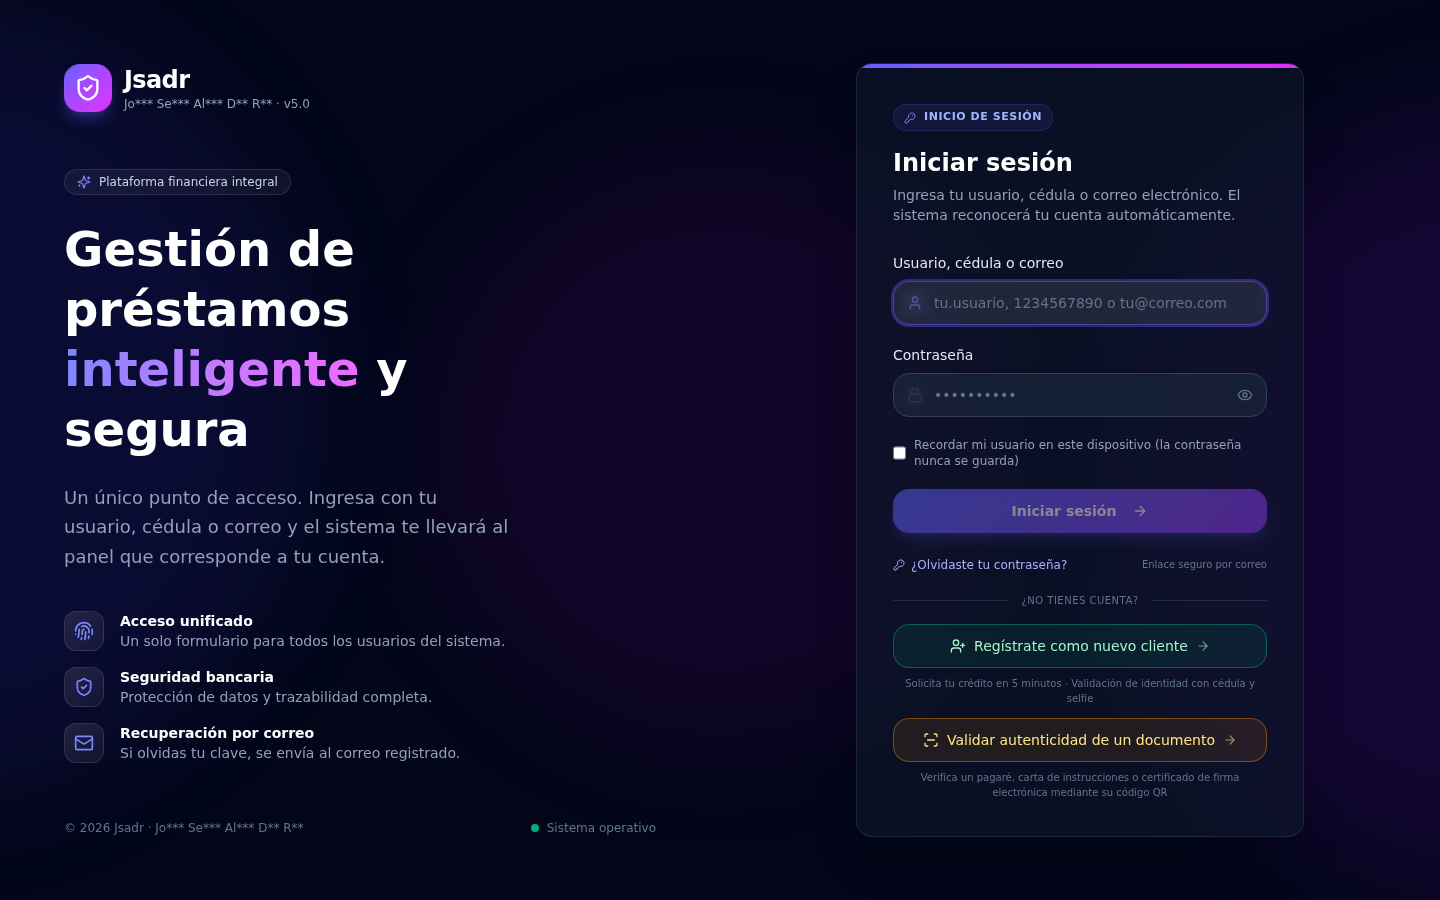 Jsadr
Jo*** Se*** Al*** D** R** · v5.0
Plataforma financiera integral
Gestión de
préstamos
inteligente y
segura
Un único punto de acceso. Ingresa con tu
usuario, cédula o correo y el sistema te llevará al
panel que corresponde a tu cuenta.
Acceso unificado
Un solo formulario para todos los usuarios del sistema.
Seguridad bancaria
Protección de datos y trazabilidad completa.
Recuperación por correo
Si olvidas tu clave, se envía al correo registrado.
© 2026 Jsadr · Jo*** Se*** Al*** D** R**
Sistema operativo
INICIO DE SESIÓN
Iniciar sesión
Ingresa tu usuario, cédula o correo electrónico. El
sistema reconocerá tu cuenta automáticamente.
Usuario, cédula o correo
tu.usuario, 1234567890 o tu@correo.com
Contraseña
••••••••••
Recordar mi usuario en este dispositivo (la contraseña
nunca se guarda)
Iniciar sesión
¿Olvidaste tu contraseña?
Enlace seguro por correo
¿NO TIENES CUENTA?
Regístrate como nuevo cliente
Solicita tu crédito en 5 minutos · Validación de identidad con cédula y
selfie
Validar autenticidad de un documento
Verifica un pagaré, carta de instrucciones o certificado de firma
electrónica mediante su código QR